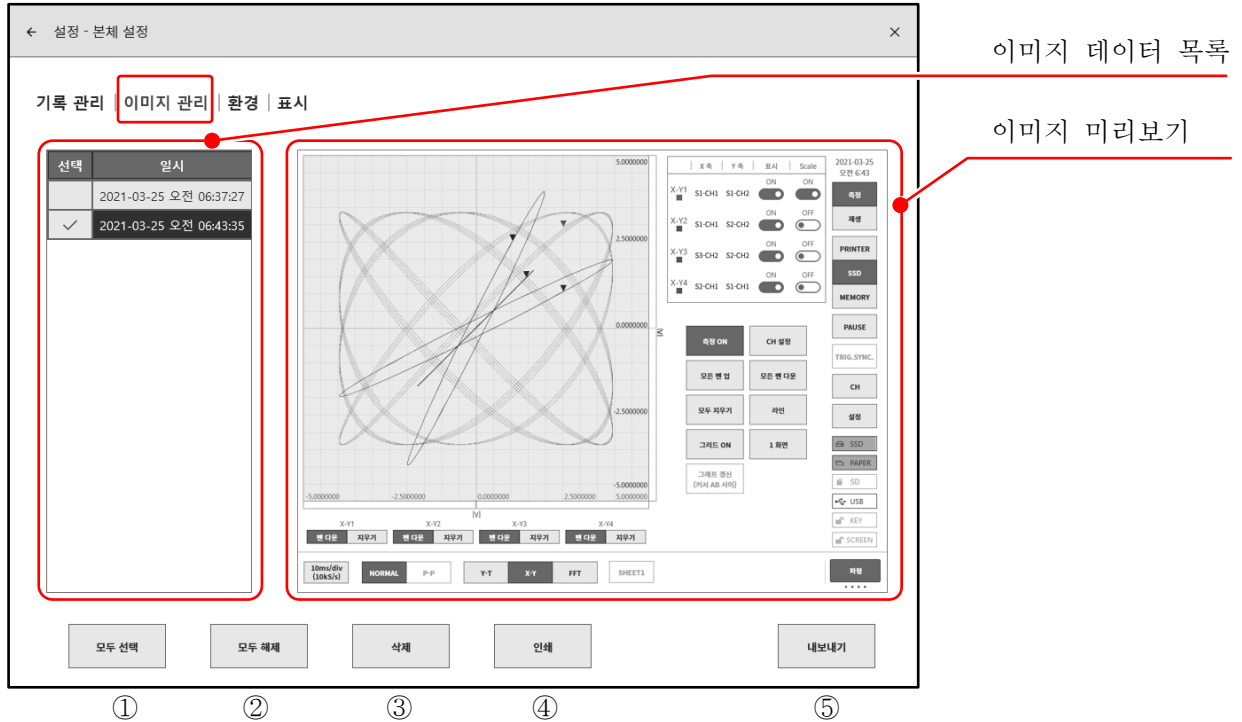 ← 설정 - 본체 설정 ×
이미지 데이터 목록
기록 관리 | 이미지 관리 | 환경 | 표시
이미지 미리보기
선택 일시
2021-03-25 오전 06:37:27
✓ 2021-03-25 오전 06:43:35
5.0000000
2.5000000
0.0000000
-2.5000000
-5.0000000
[V]
-5.0000000 -2.5000000 0.0000000 2.5000000 5.0000000
[V]
X-Y1 X-Y2 X-Y3 X-Y4
펜 다운 지우기 펜 다운 지우기 펜 다운 지우기 펜 다운 지우기
X 축 Y 축 표시 Scale
X-Y1 S1-CH1 S1-CH2 ON ON
X-Y2 S1-CH1 S1-CH2 ON OFF
X-Y3 S3-CH2 S2-CH2 ON OFF
X-Y4 S2-CH1 S1-CH1 ON OFF
측정 ON CH 설정
모든 펜 업 모든 펜 다운
모두 지우기 라인
그리드 ON 1 화면
그래프 갱신
(커서 AB 사이)
2021-03-25
오전 6:43
측정
재생
PRINTER
SSD
MEMORY
PAUSE
TRIG.SYNC.
CH
설정
SSD
PAPER
SD
USB
KEY
SCREEN
10ms/div
(10kS/s)
NORMAL P-P Y-T X-Y FFT SHEET1 파형
모두 선택 모두 해제 삭제 인쇄 내보내기
① ② ③ ④ ⑤